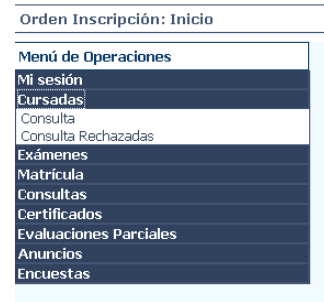 Orden Inscripción: Inicio
Menú de Operaciones
Mi sesión
Cursadas
Consulta
Consulta Rechazadas
Exámenes
Matrícula
Consultas
Certificados
Evaluaciones Parciales
Anuncios
Encuestas